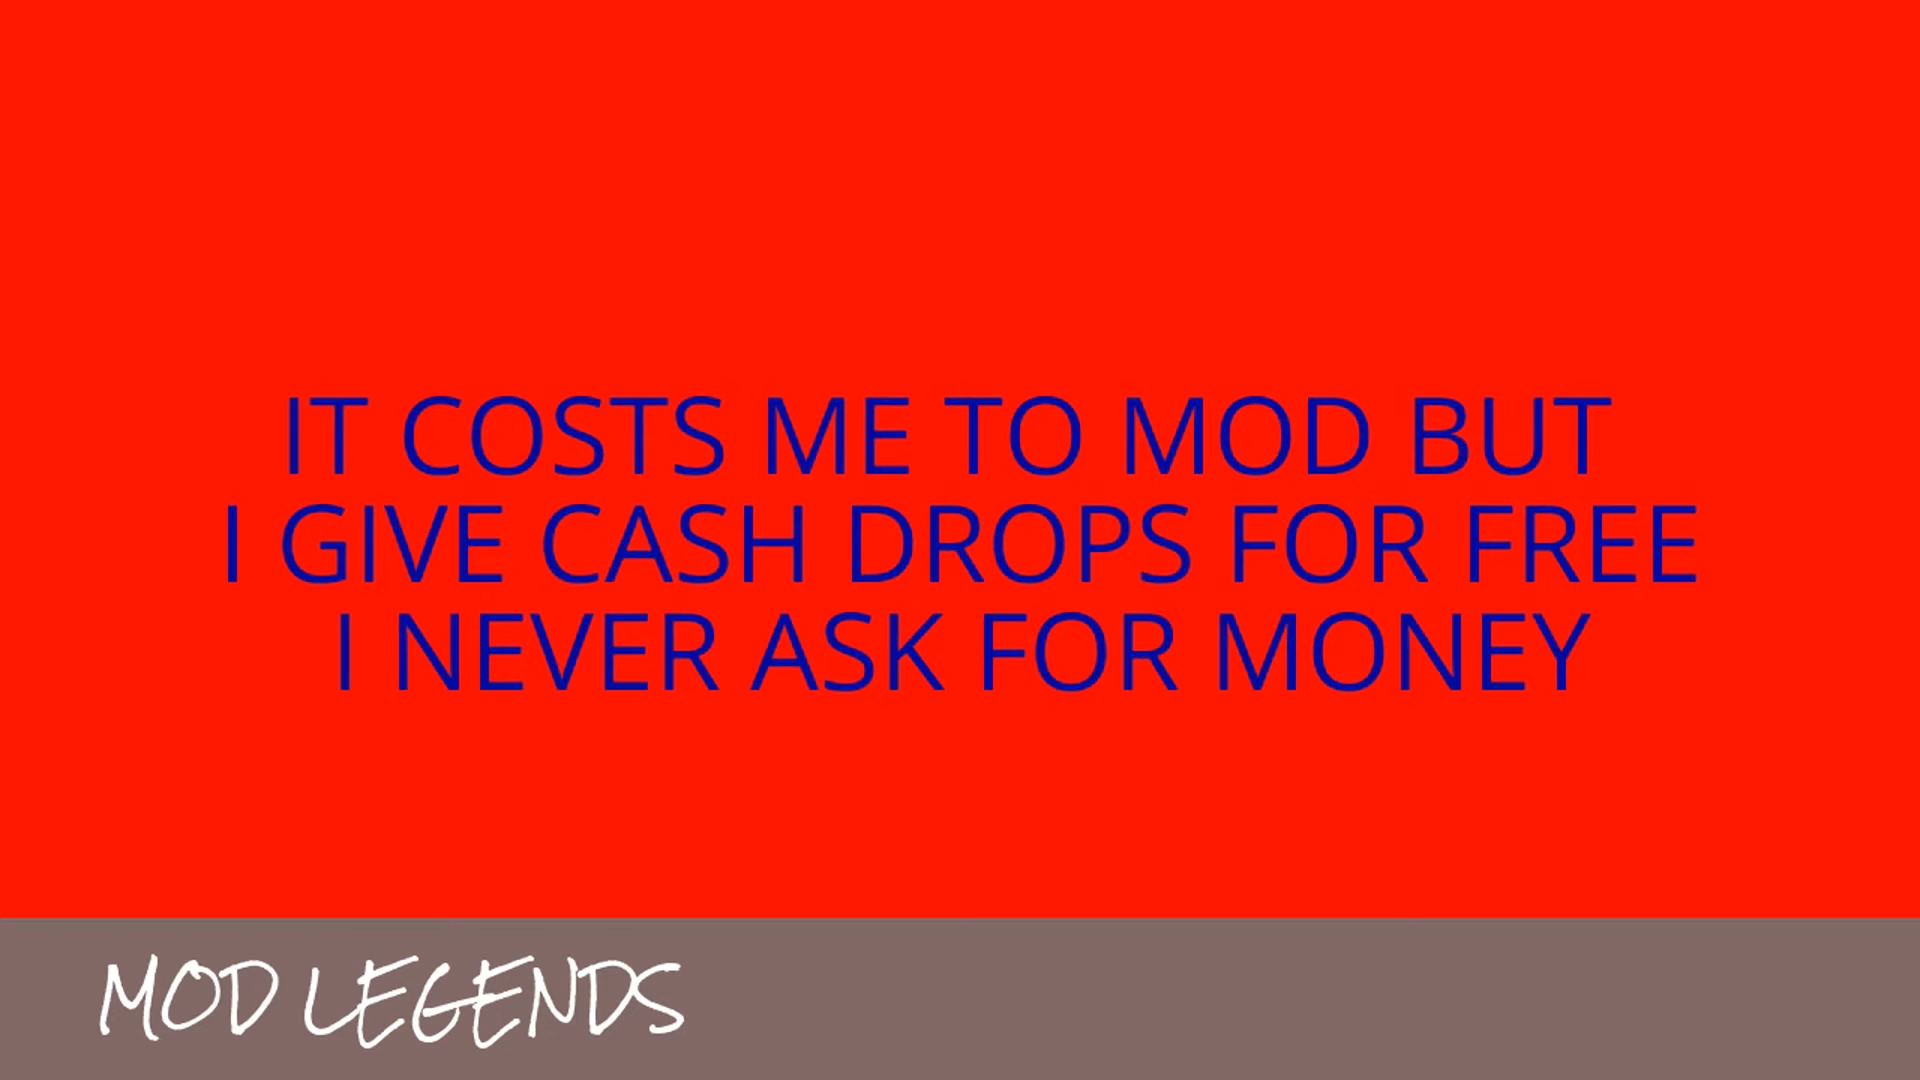 IT COSTS ME TO MOD BUT
I GIVE CASH DROPS FOR FREE
I NEVER ASK FOR MONEY
MOD LEGENDS